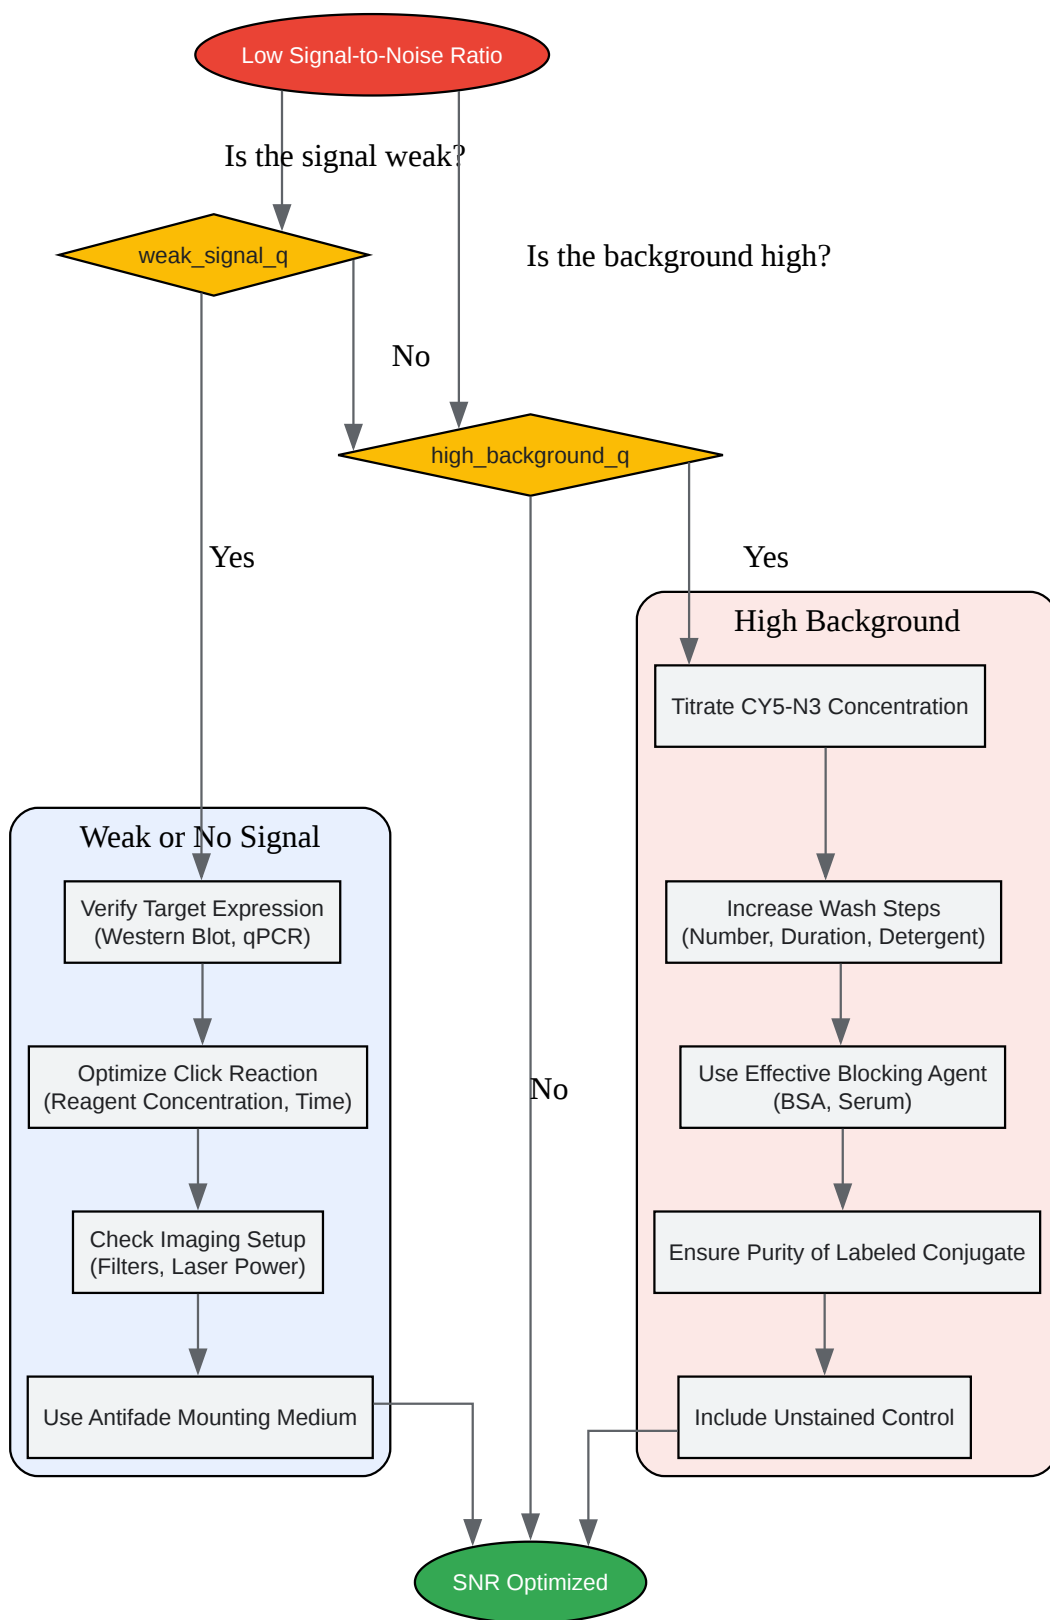 Low Signal-to-Noise Ratio
Is the signal weak?
weak_signal_q
Is the background high?
No
high_background_q
Yes
Yes
High Background
Titrate CY5-N3 Concentration
Weak or No Signal
Verify Target Expression
(Western Blot, qPCR)
Increase Wash Steps
(Number, Duration, Detergent)
Optimize Click Reaction
(Reagent Concentration, Time)
No
Use Effective Blocking Agent
(BSA, Serum)
Check Imaging Setup
(Filters, Laser Power)
Ensure Purity of Labeled Conjugate
Use Antifade Mounting Medium
Include Unstained Control
SNR Optimized